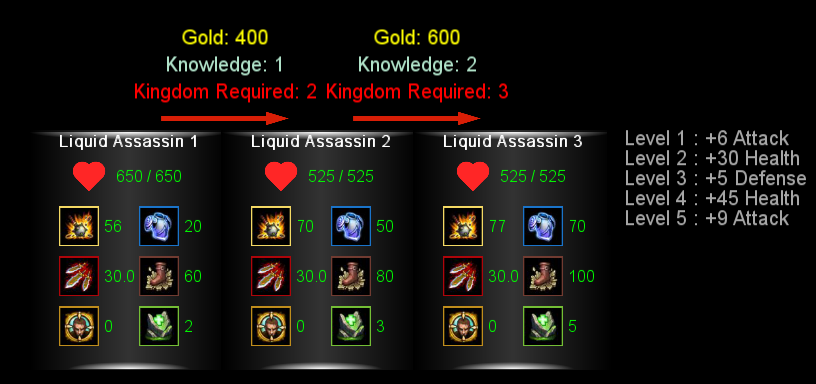 Gold: 400
Gold: 600
Knowledge: 1
Knowledge: 2
Kingdom Required: 2
Kingdom Required: 3
Liquid Assassin 1
650 / 650
56
20
30.0
60
0
2
Liquid Assassin 2
525 / 525
70
50
30.0
80
0
3
Liquid Assassin 3
525 / 525
77
70
30.0
100
0
5
Level 1 : +6 Attack
Level 2 : +30 Health
Level 3 : +5 Defense
Level 4 : +45 Health
Level 5 : +9 Attack